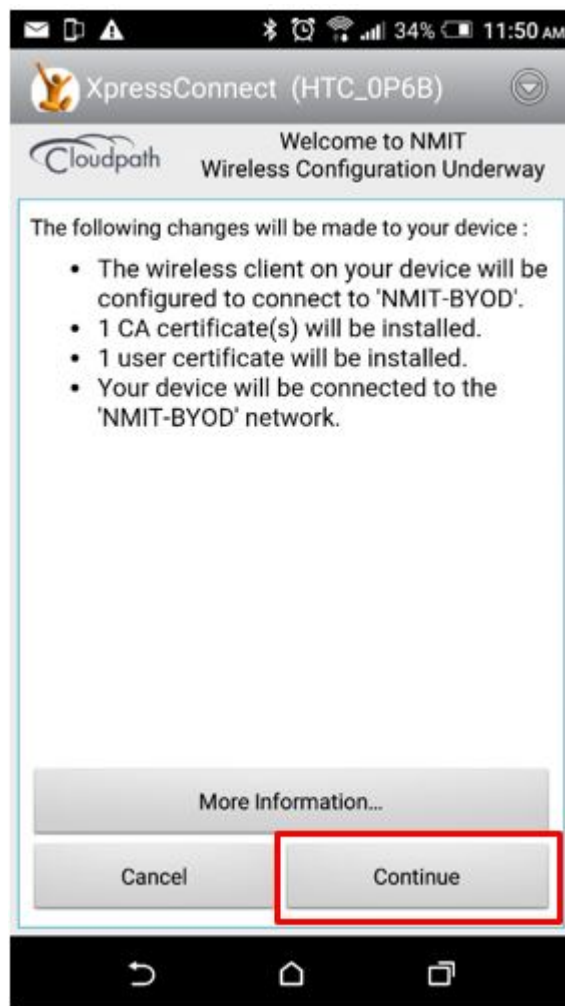 34% 11:50 AM
XpressConnect (HTC_0P6B)
Cloudpath
Welcome to NMIT
Wireless Configuration Underway
The following changes will be made to your device :
• The wireless client on your device will be
configured to connect to 'NMIT-BYOD'.
• 1 CA certificate(s) will be installed.
• 1 user certificate will be installed.
• Your device will be connected to the
'NMIT-BYOD' network.
More Information...
Cancel
Continue